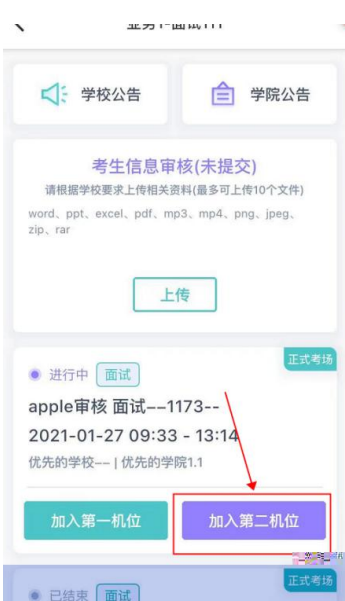 学校公告
学院公告
考生信息审核(未提交)
请根据学校要求上传相关资料(最多可上传10个文件)
word、ppt、excel、pdf、mp3、mp4、png、jpeg、
zip、rar
上传
正式考场
进行中 面试
apple审核 面试--1173--
2021-01-27 09:33 - 13:14
优先的学校-- | 优先的学院1.1
加入第一机位
加入第二机位
正式考场
已结束 面试